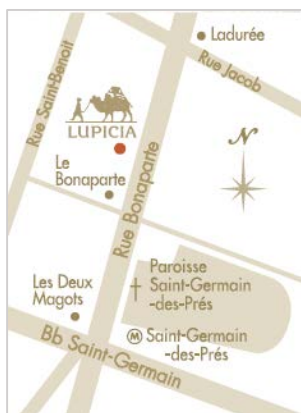 Ladurée
Rue Jacob
Rue Saint-Benoit
LUPICIA
N
Le
Bonaparte
Rue Bonaparte
Paroisse
Saint-Germain
-des-Prés
Les Deux
Magots
M Saint-Germain
-des-Prés
Bb Saint-Germain